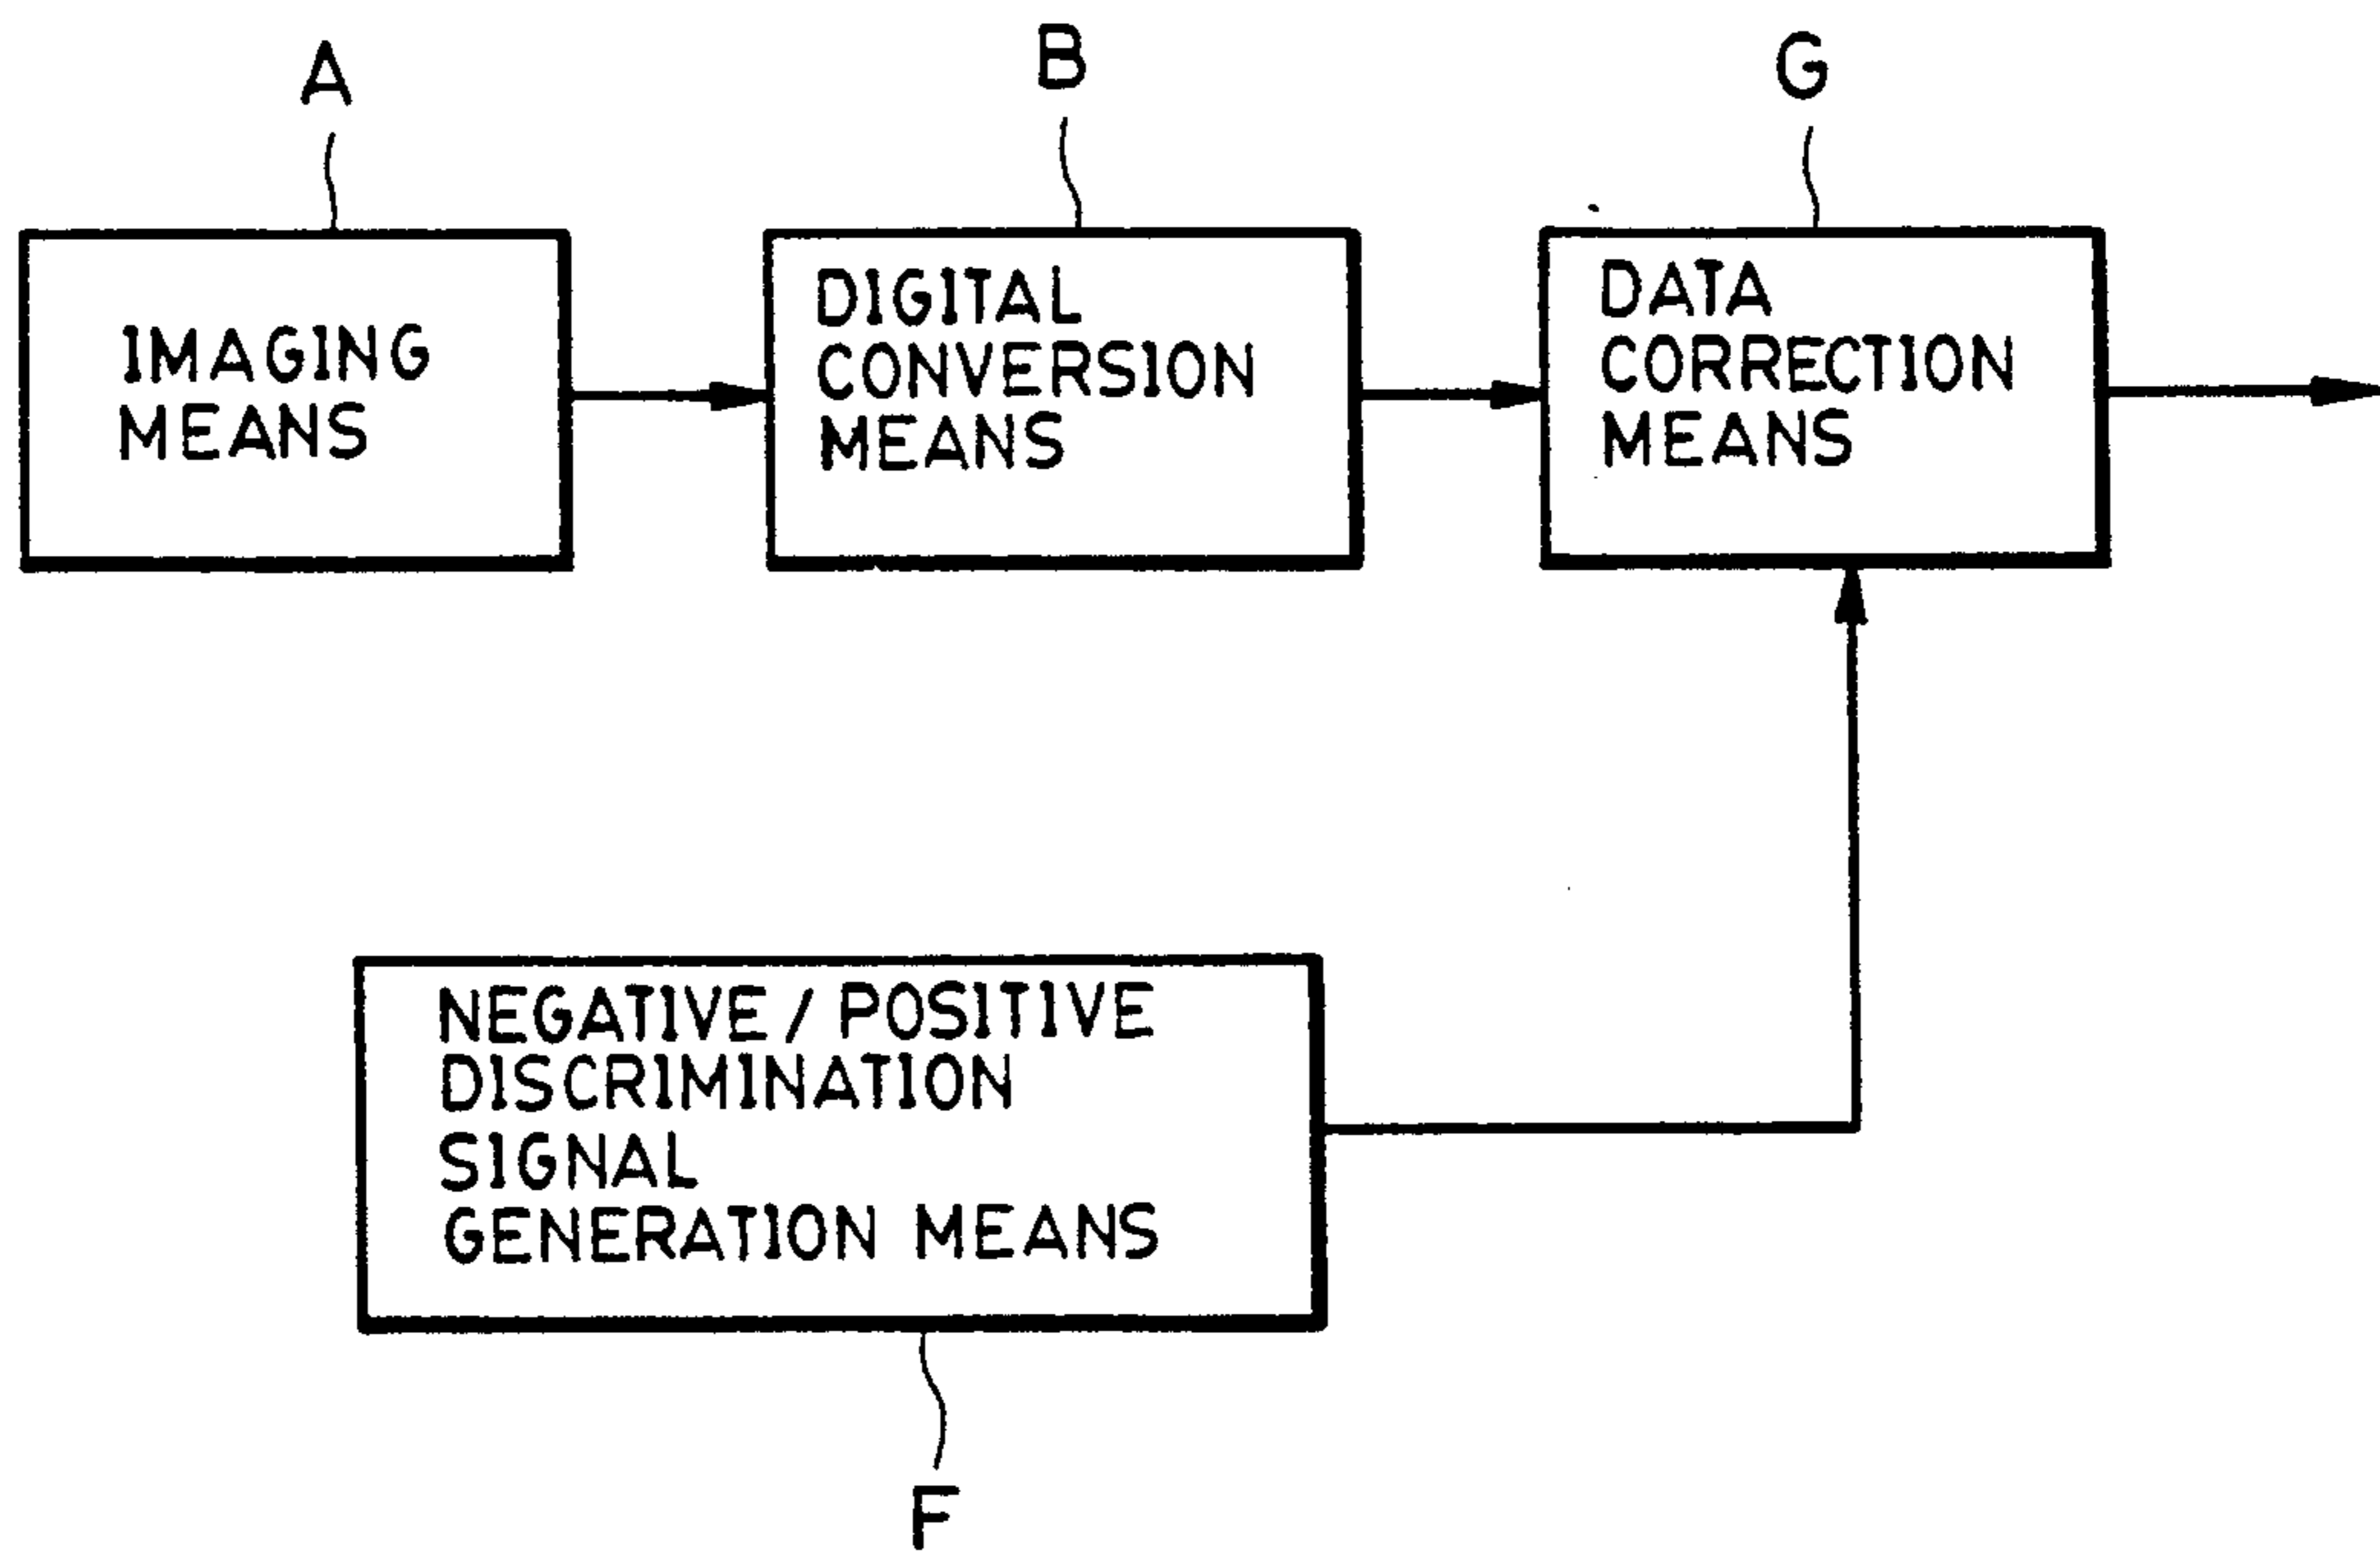 A
B
G
IMAGING
MEANS
DIGITAL
CONVERSION
MEANS
DATA
CORRECTION
MEANS
NEGATIVE / POSITIVE
DISCRIMINATION
SIGNAL
GENERATION MEANS
F